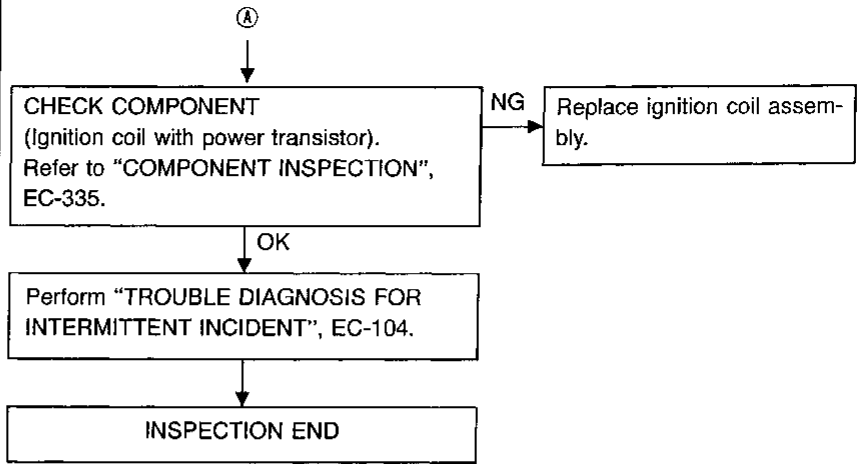 Ⓐ
CHECK COMPONENT
(Ignition coil with power transistor).
Refer to “COMPONENT INSPECTION”,
EC-335.
NG
Replace ignition coil assem-
bly.
OK
Perform “TROUBLE DIAGNOSIS FOR
INTERMITTENT INCIDENT”, EC-104.
INSPECTION END